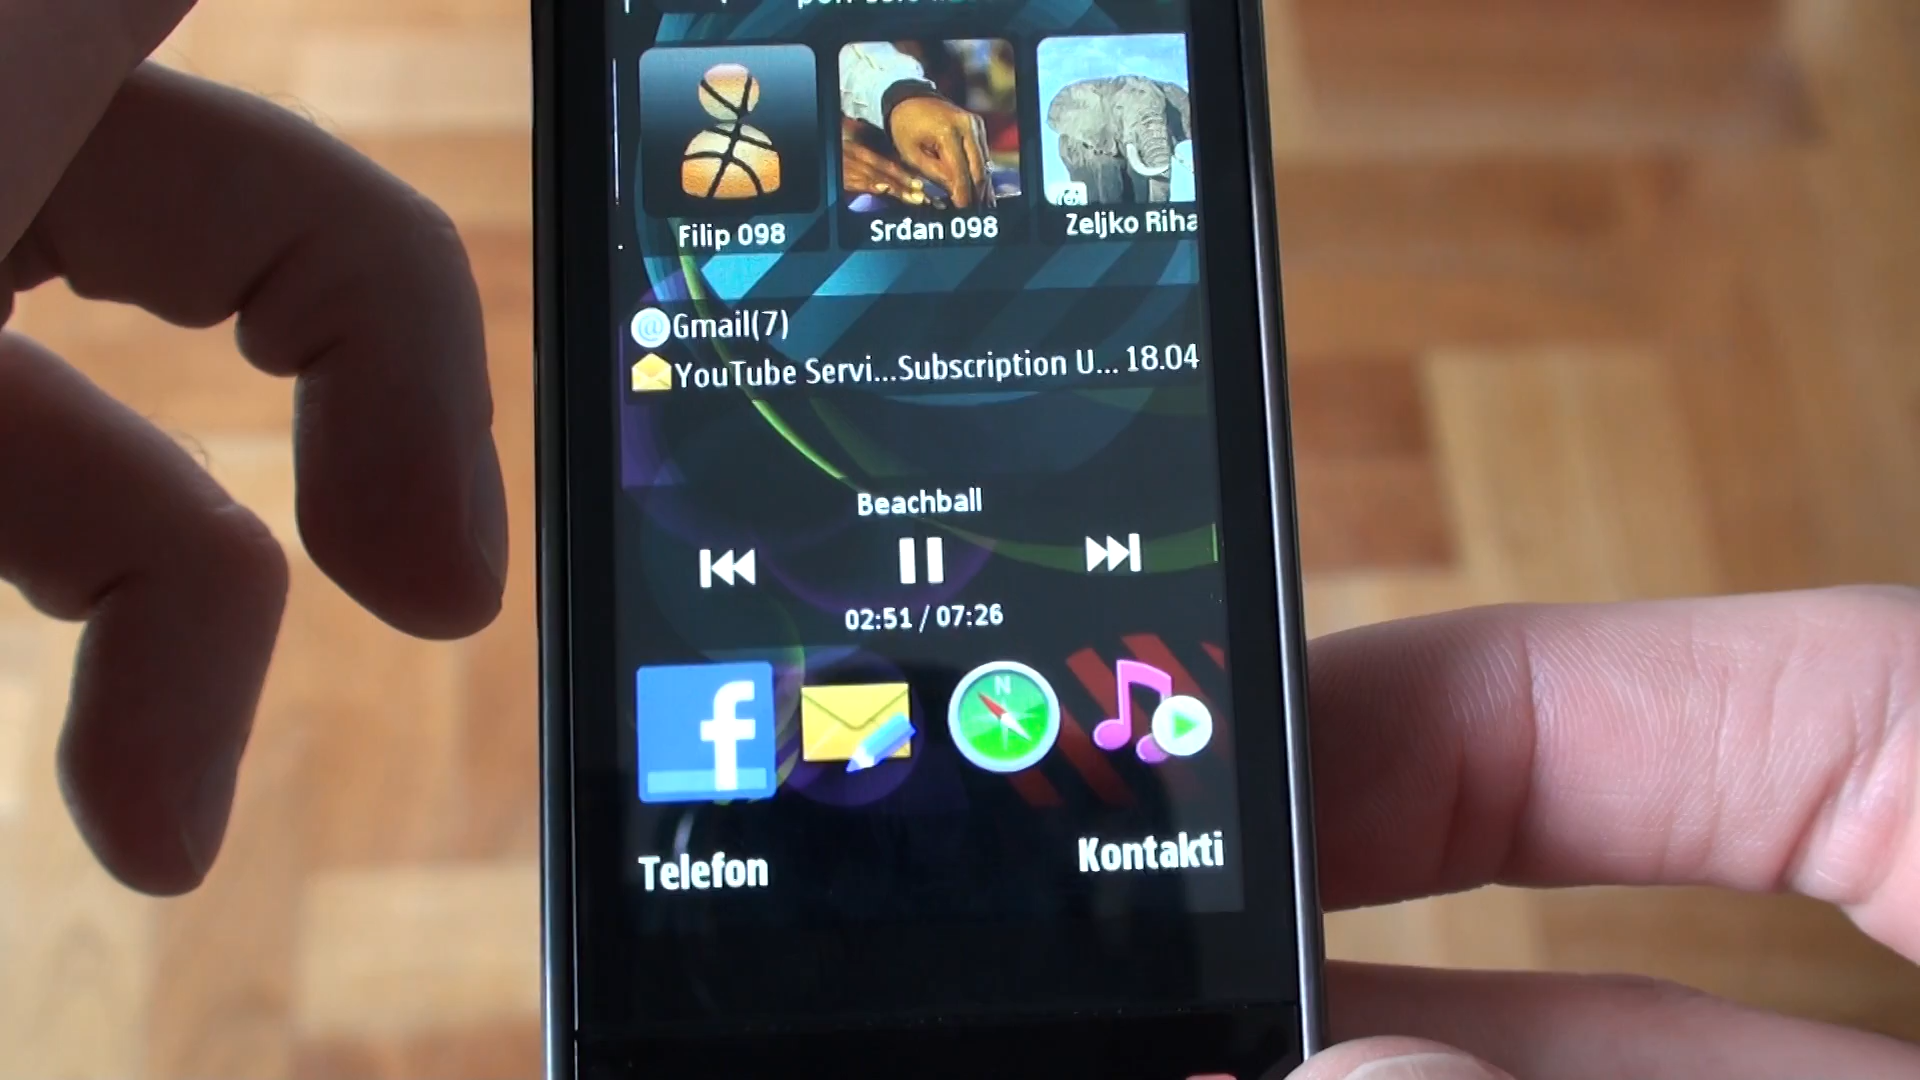 Filip 098
Srđan 098
Zeljko Riha
@Gmail(7)
YouTube Servi...Subscription U... 18.04
Beachball
02:51 / 07:26
f
N
Telefon
Kontakti